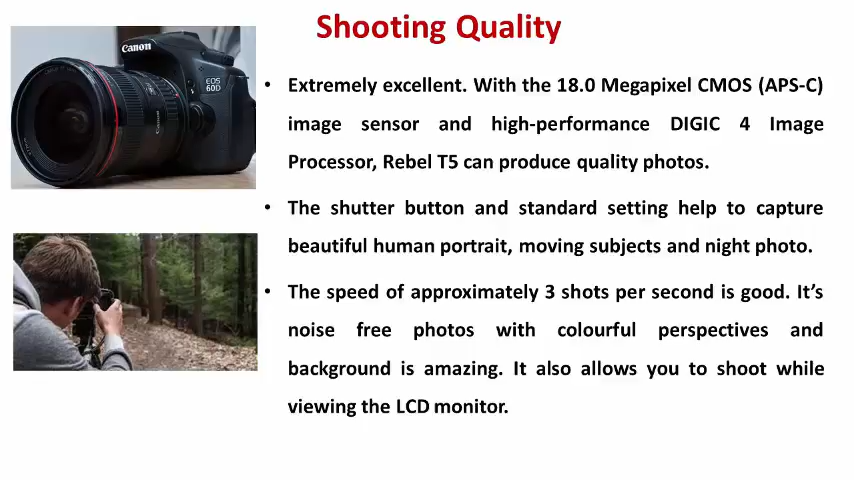 Shooting Quality
Canon
EOS
60D
Canon
• Extremely excellent. With the 18.0 Megapixel CMOS (APS-C)
image sensor and high-performance DIGIC 4 Image
Processor, Rebel T5 can produce quality photos.
• The shutter button and standard setting help to capture
beautiful human portrait, moving subjects and night photo.
• The speed of approximately 3 shots per second is good. It’s
noise free photos with colourful perspectives and
background is amazing. It also allows you to shoot while
viewing the LCD monitor.